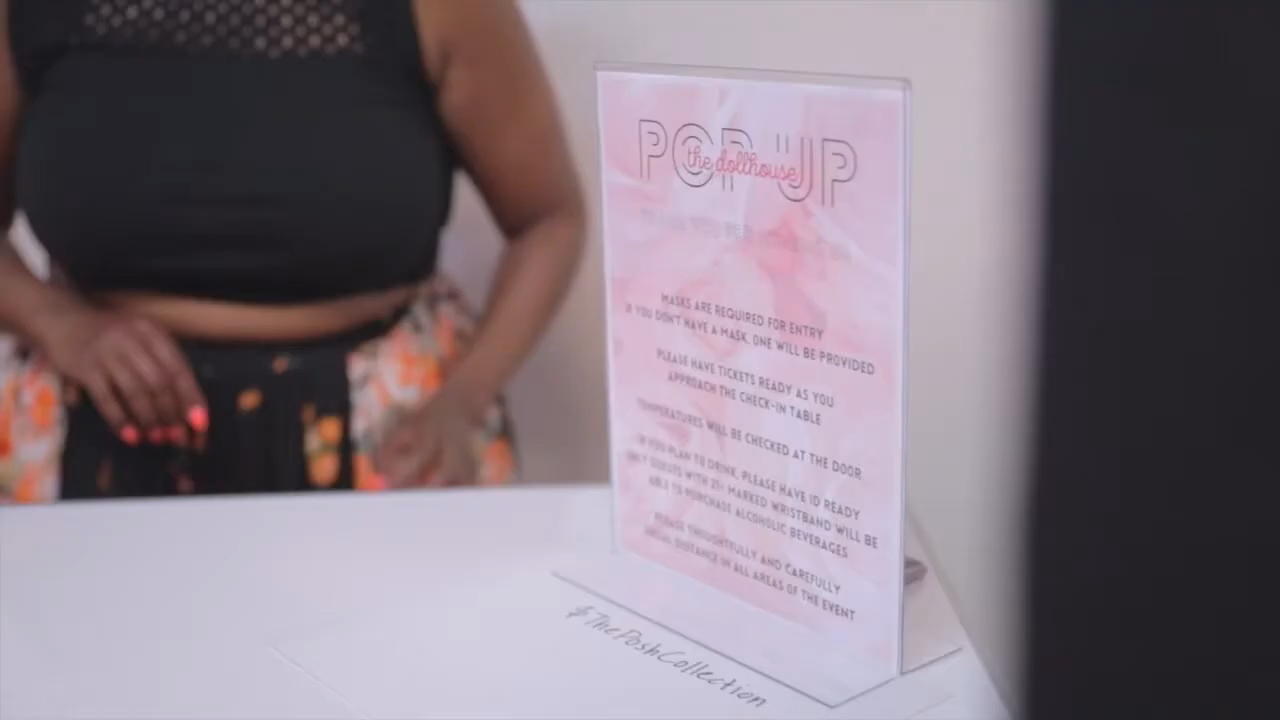 POP UP
the dollhouse
MASKS ARE REQUIRED FOR ENTRY
IF YOU DON'T HAVE A MASK, ONE WILL BE PROVIDED
PLEASE HAVE TICKETS READY AS YOU
APPROACH THE CHECK-IN TABLE
TEMPERATURES WILL BE CHECKED AT THE DOOR
IF YOU PLAN TO DRINK, PLEASE HAVE ID READY
ONLY GUESTS WITH 21+ MARKED WRISTBAND WILL BE
ABLE TO PURCHASE ALCOHOLIC BEVERAGES
PLEASE THOUGHTFULLY AND CAREFULLY
SOCIAL DISTANCE IN ALL AREAS OF THE EVENT
$ThePoshCollection